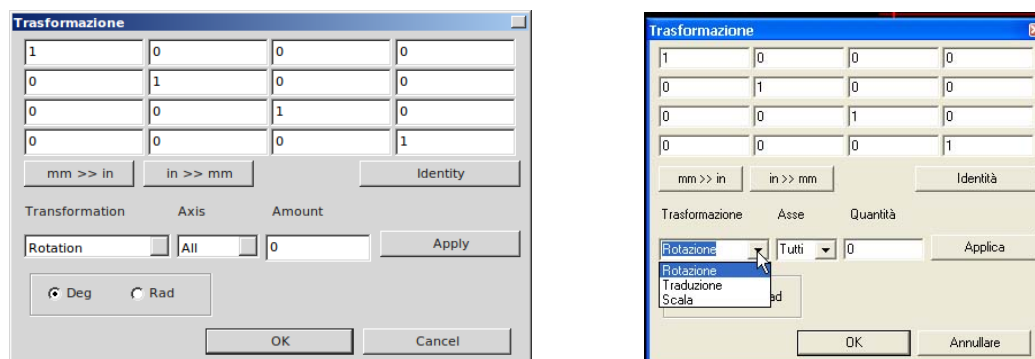 Trasformazione
1 0 0 0
0 1 0 0
0 0 1 0
0 0 0 1
mm >> in in >> mm Identity
Transformation Axis Amount
Rotation All 0 Apply
Deg Rad
OK Cancel
Trasformazione
1 0 0 0
0 1 0 0
0 0 1 0
0 0 0 1
mm >> in in >> mm Identità
Trasformazione Asse Quantità
Rotazione Tutti 0 Applica
Rotazione
Traduzione
Scala
ad
OK Annullare